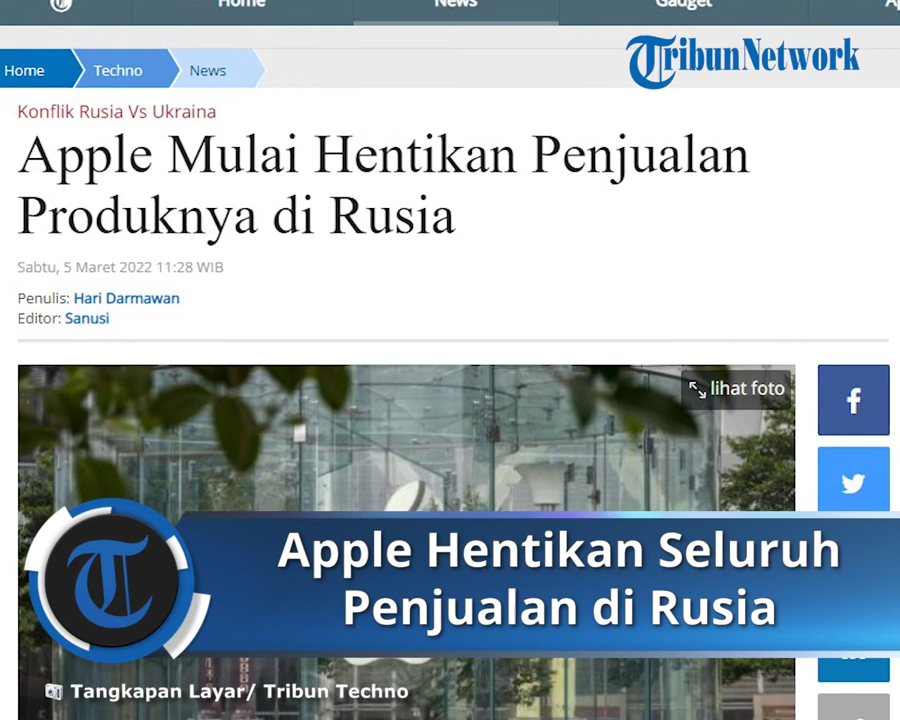 Home
News
Gadget
Home
Techno
News
TribunNetwork
Konflik Rusia Vs Ukraina
Apple Mulai Hentikan Penjualan
Produknya di Rusia
Sabtu, 5 Maret 2022 11:28 WIB
Penulis: Hari Darmawan
Editor: Sanusi
lihat foto
Apple Hentikan Seluruh
Penjualan di Rusia
Tangkapan Layar/ Tribun Techno